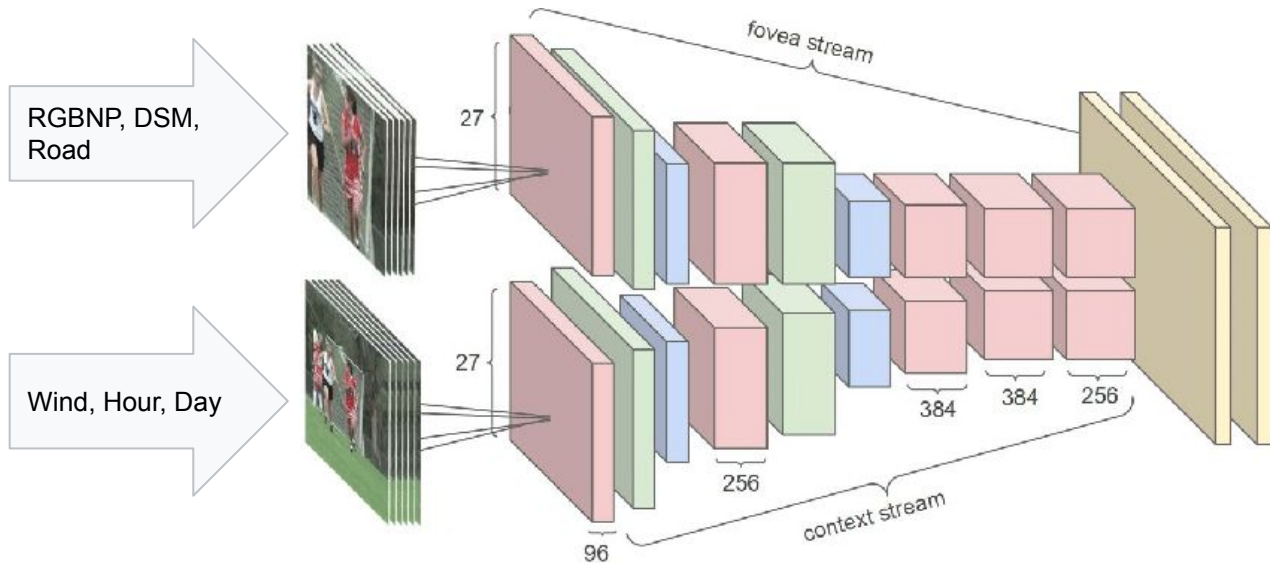 fovea stream
RGBNP, DSM,
Road
27
Wind, Hour, Day
27
384
384
256
256
context stream
96